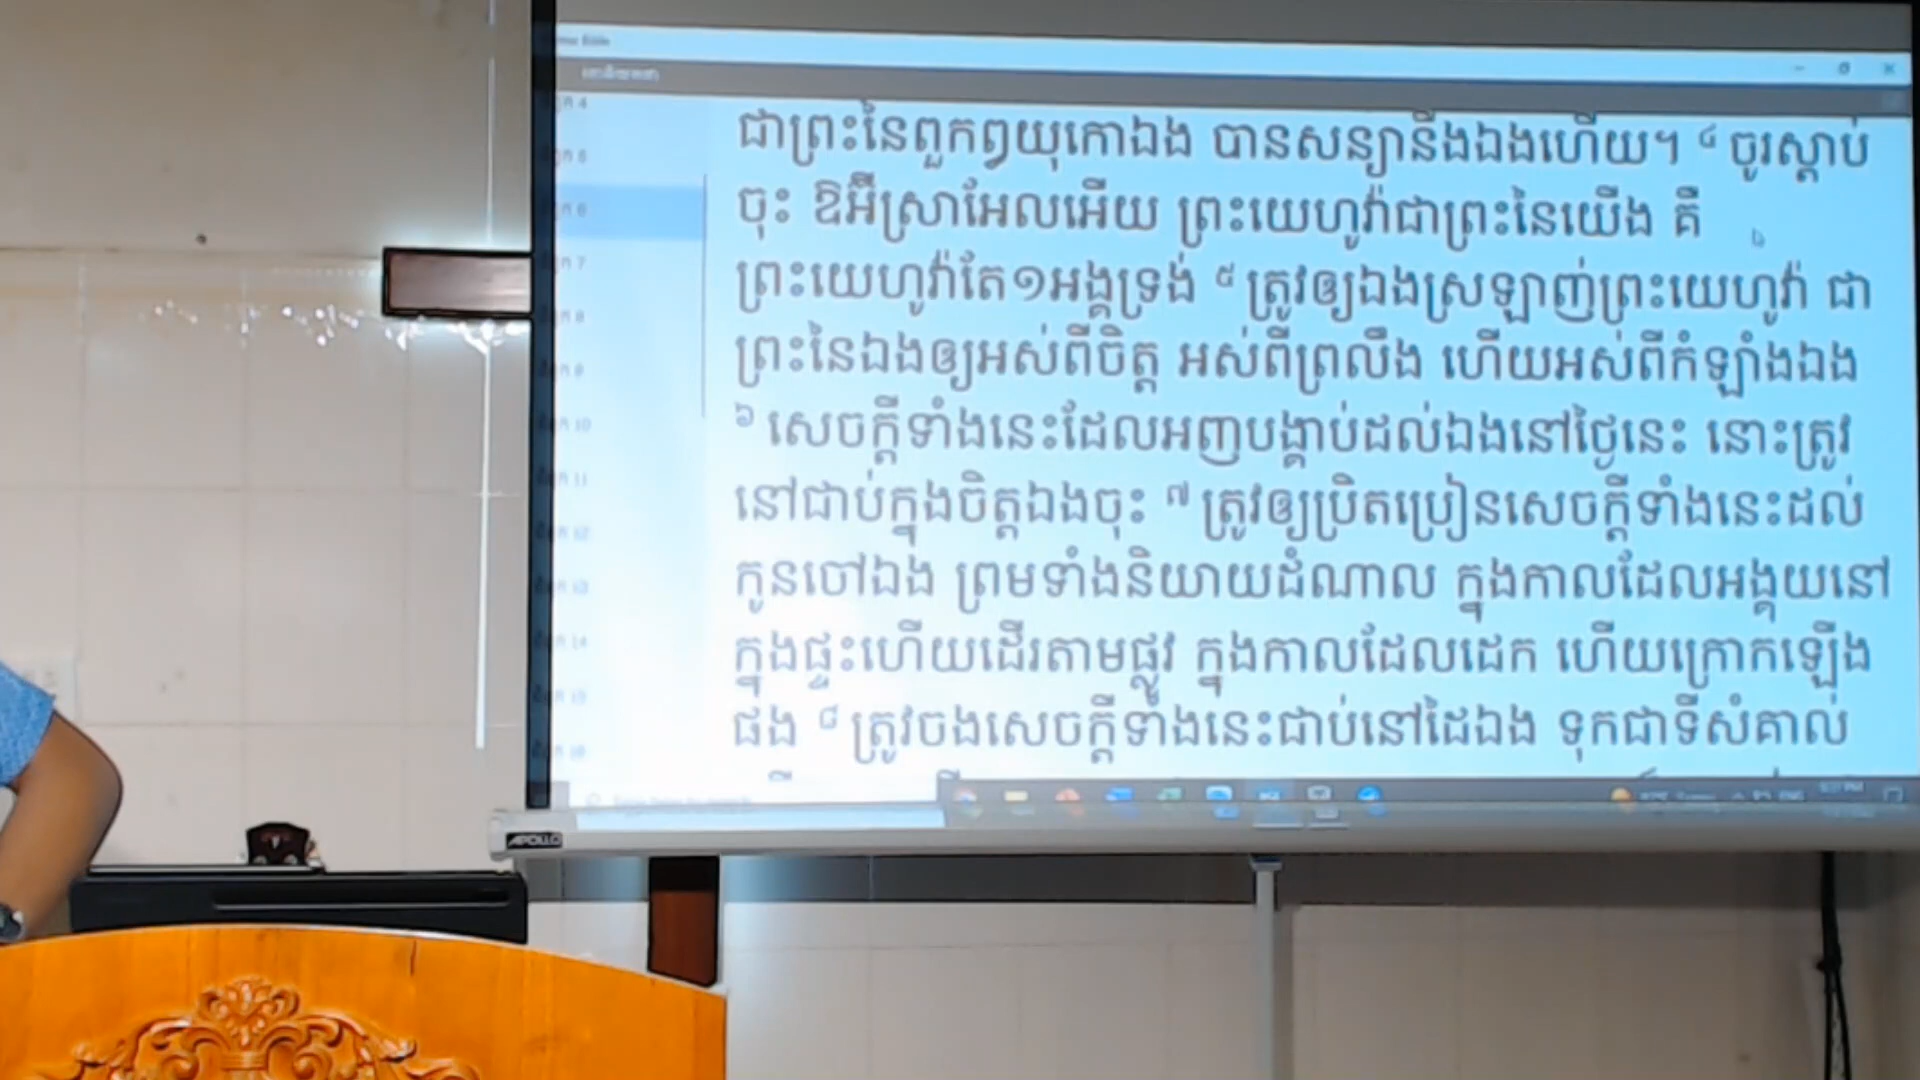 ជាព្រះនៃពួកឰយុកោឯង បានសន្យានឹងឯងហើយ។ ៤ ចូរស្តាប់
ចុះ ឱអ៊ីស្រាអែលអើយ ព្រះយេហូវ៉ាជាព្រះនៃយើង គឺ
ព្រះយេហូវ៉ាតែ១អង្គទ្រង់ ៥ ត្រូវឲ្យឯងស្រឡាញ់ព្រះយេហូវ៉ា ជា
ព្រះនៃឯងឲ្យអស់ពីចិត្ត អស់ពីព្រលឹង ហើយអស់ពីកំឡាំងឯង
៦ សេចក្តីទាំងនេះដែលអញបង្គាប់ដល់ឯងនៅថ្ងៃនេះ នោះត្រូវ
នៅជាប់ក្នុងចិត្តឯងចុះ ៧ ត្រូវឲ្យប្រិតប្រៀនសេចក្តីទាំងនេះដល់
កូនចៅឯង ព្រមទាំងនិយាយដំណាល ក្នុងកាលដែលអង្គុយនៅ
ក្នុងផ្ទះហើយដើរតាមផ្លូវ ក្នុងកាលដែលដេក ហើយក្រោកឡើង
ផង ៨ ត្រូវចងសេចក្តីទាំងនេះជាប់នៅដៃឯង ទុកជាទីសំគាល់
APOLLO